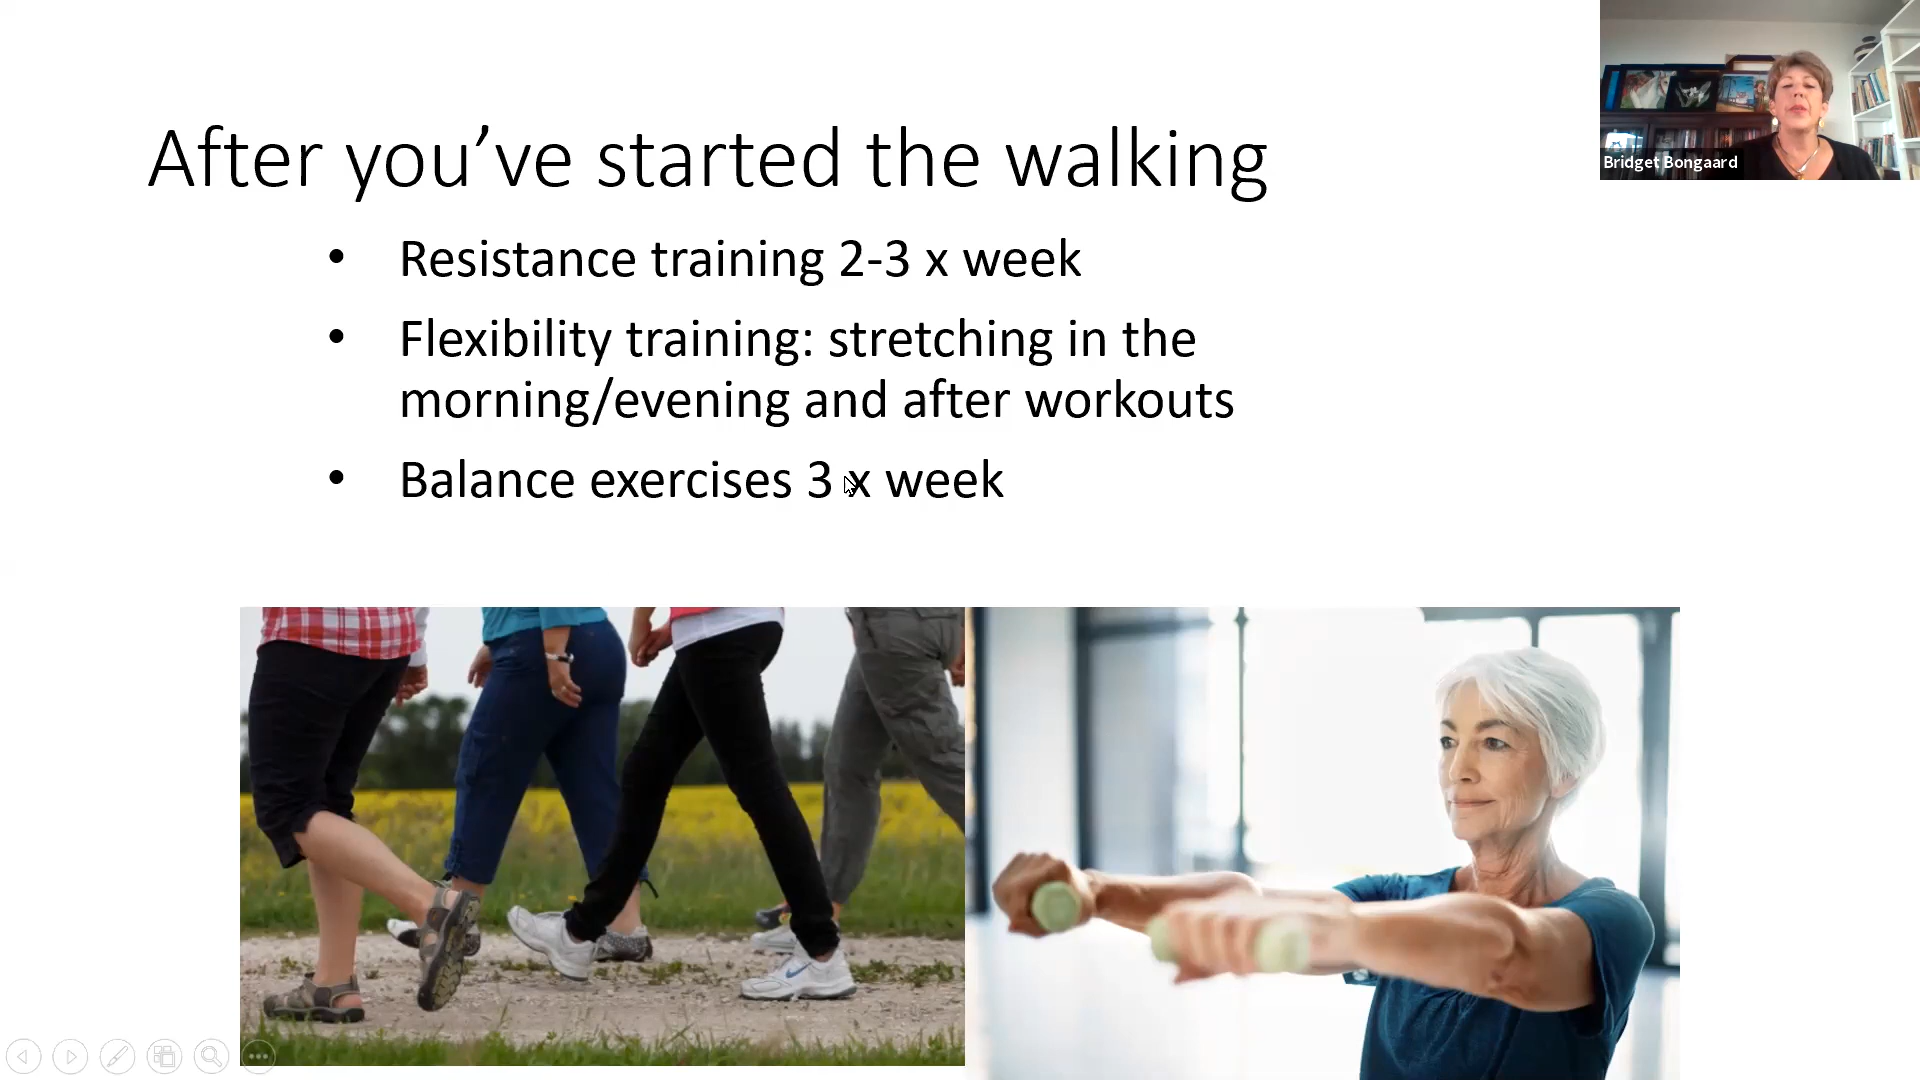 After you’ve started the walking
• Resistance training 2-3 x week
• Flexibility training: stretching in the
morning/evening and after workouts
• Balance exercises 3 x week
Bridget Bongaard